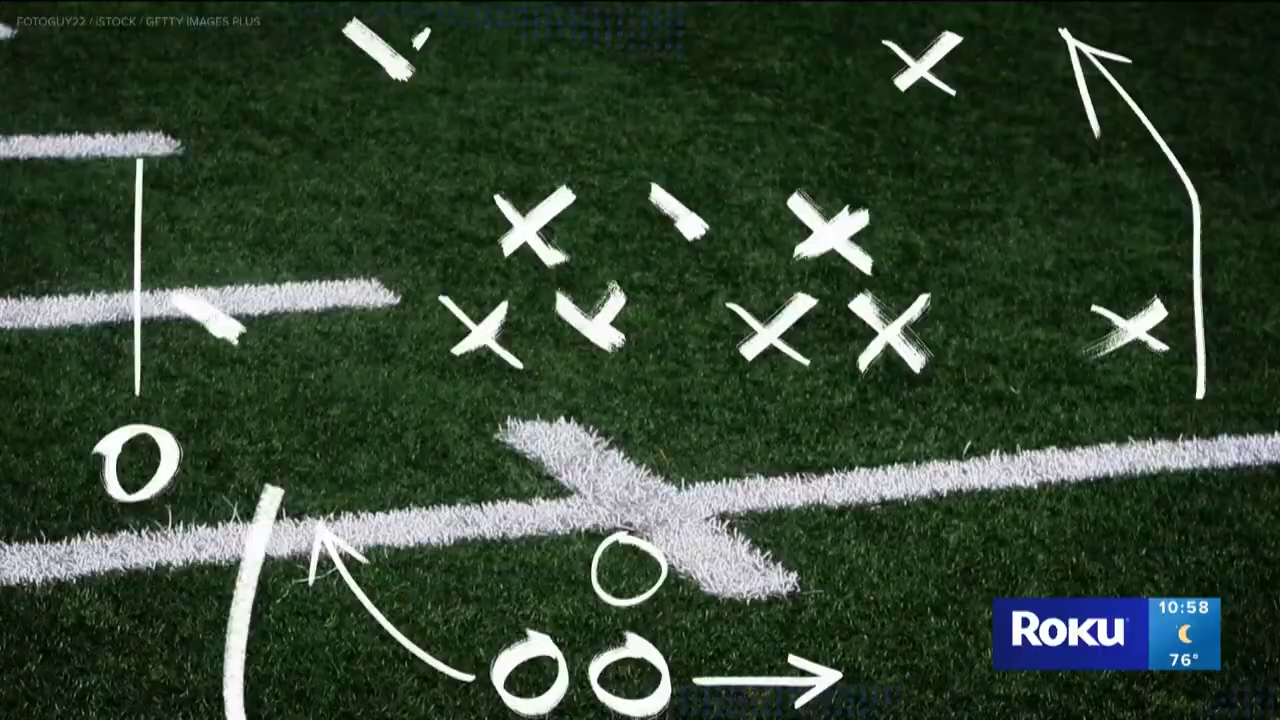 FOTOGUY22 / iSTOCK / GETTY IMAGES PLUS
X
X
X
X
X
X
X
O
O
O O
ROKU
10:58
76°